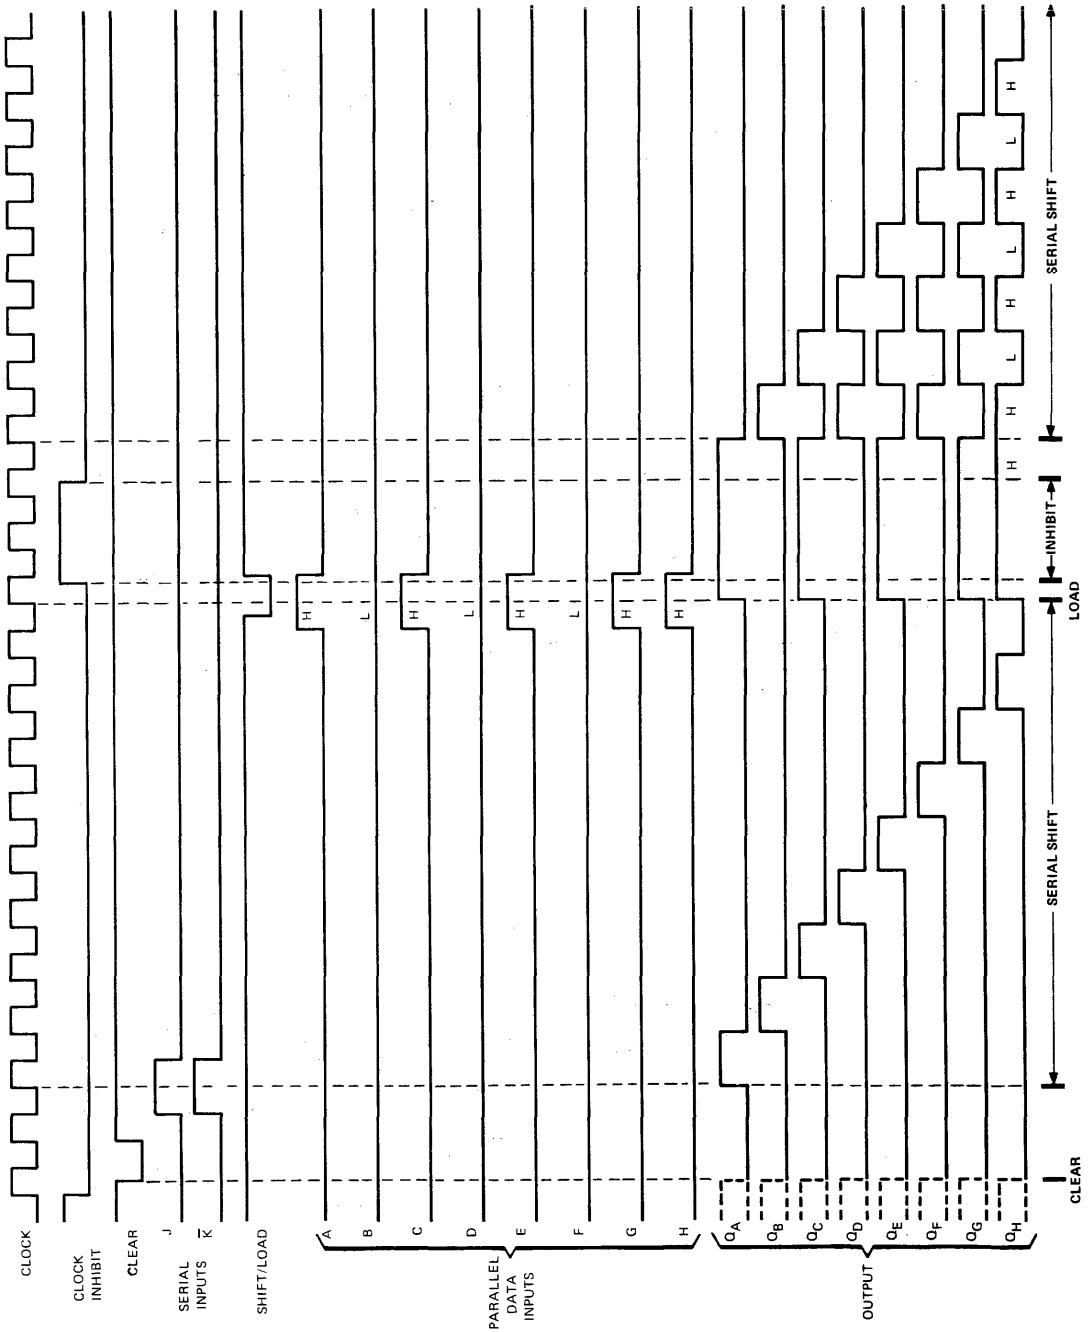 CLOCK
CLOCK
INHIBIT
CLEAR
SERIAL
INPUTS
J
K̅
SHIFT/LOAD
PARALLEL
DATA
INPUTS
A
H
B
L
C
H
D
L
E
H
F
L
G
H
H
H
OUTPUT
QA
QB
QC
QD
QE
QF
QG
QH
H
H
L
H
L
H
L
H
CLEAR
SERIAL SHIFT
LOAD
INHIBIT
SERIAL SHIFT